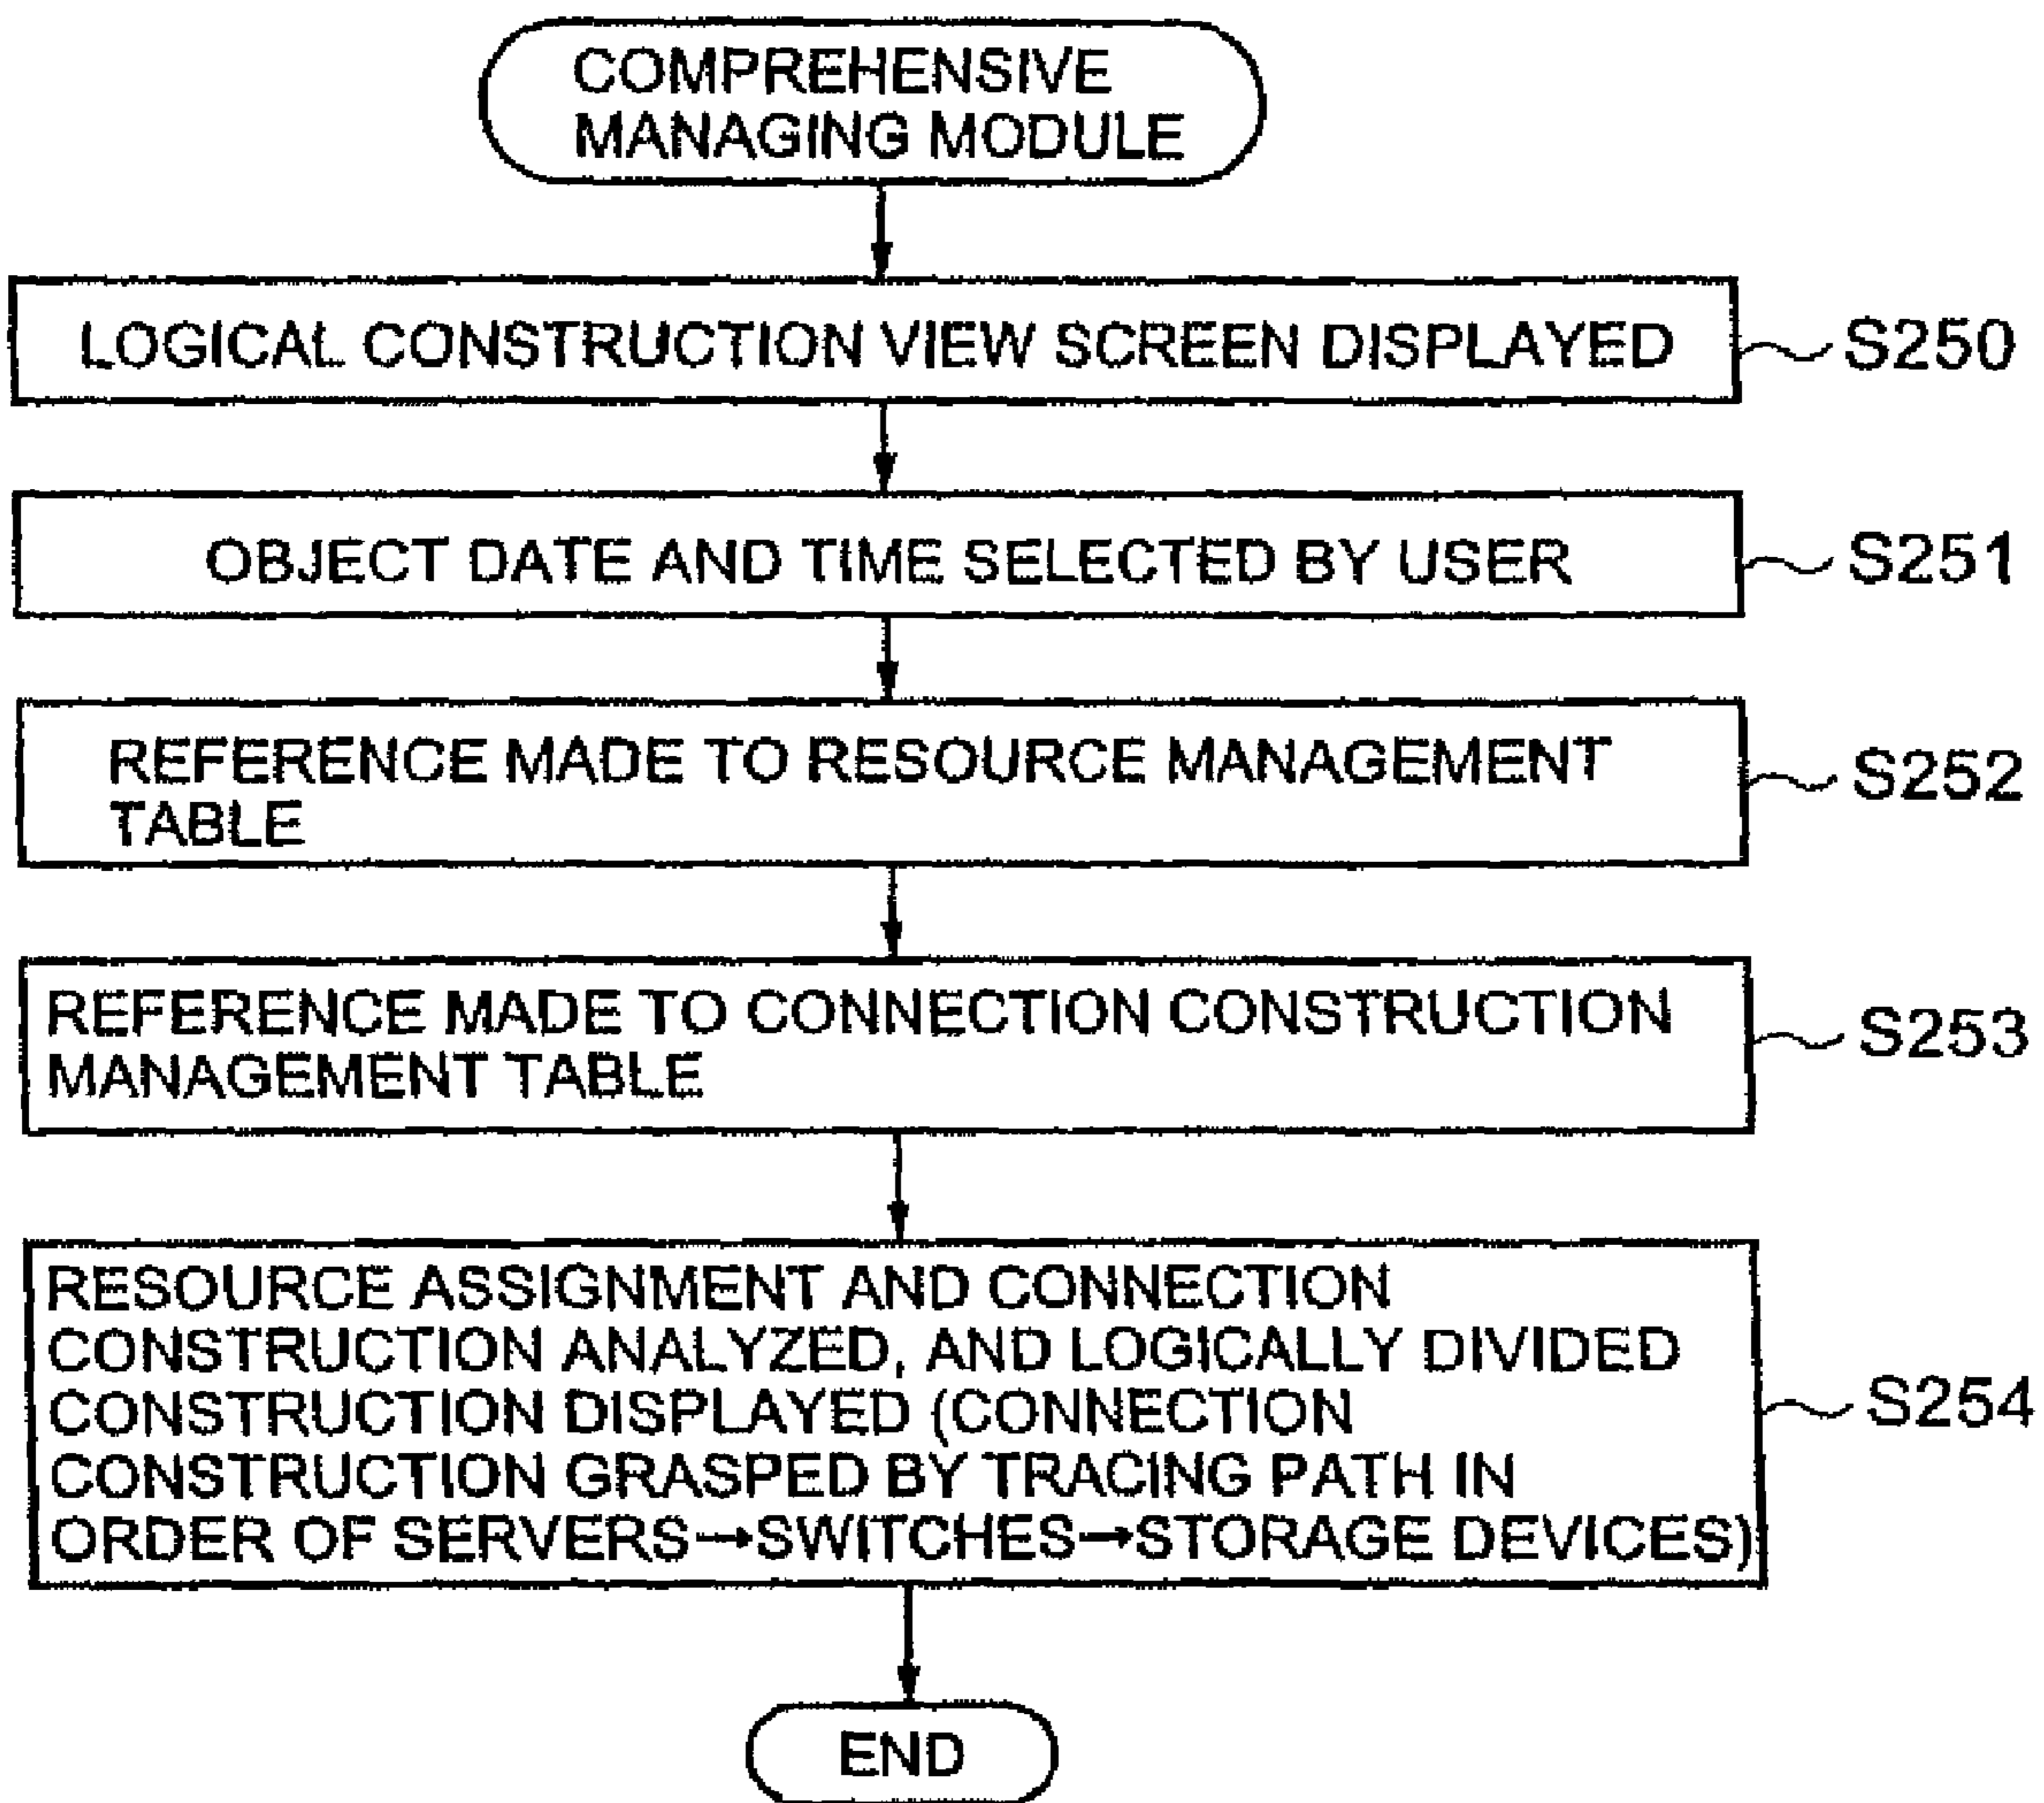 COMPREHENSIVE
MANAGING MODULE
LOGICAL CONSTRUCTION VIEW SCREEN DISPLAYED
S250
OBJECT DATE AND TIME SELECTED BY USER
S251
REFERENCE MADE TO RESOURCE MANAGEMENT
TABLE
S252
REFERENCE MADE TO CONNECTION CONSTRUCTION
MANAGEMENT TABLE
S253
RESOURCE ASSIGNMENT AND CONNECTION
CONSTRUCTION ANALYZED, AND LOGICALLY DIVIDED
CONSTRUCTION DISPLAYED (CONNECTION
CONSTRUCTION GRASPED BY TRACING PATH IN
ORDER OF SERVERS→SWITCHES→STORAGE DEVICES)
S254
END